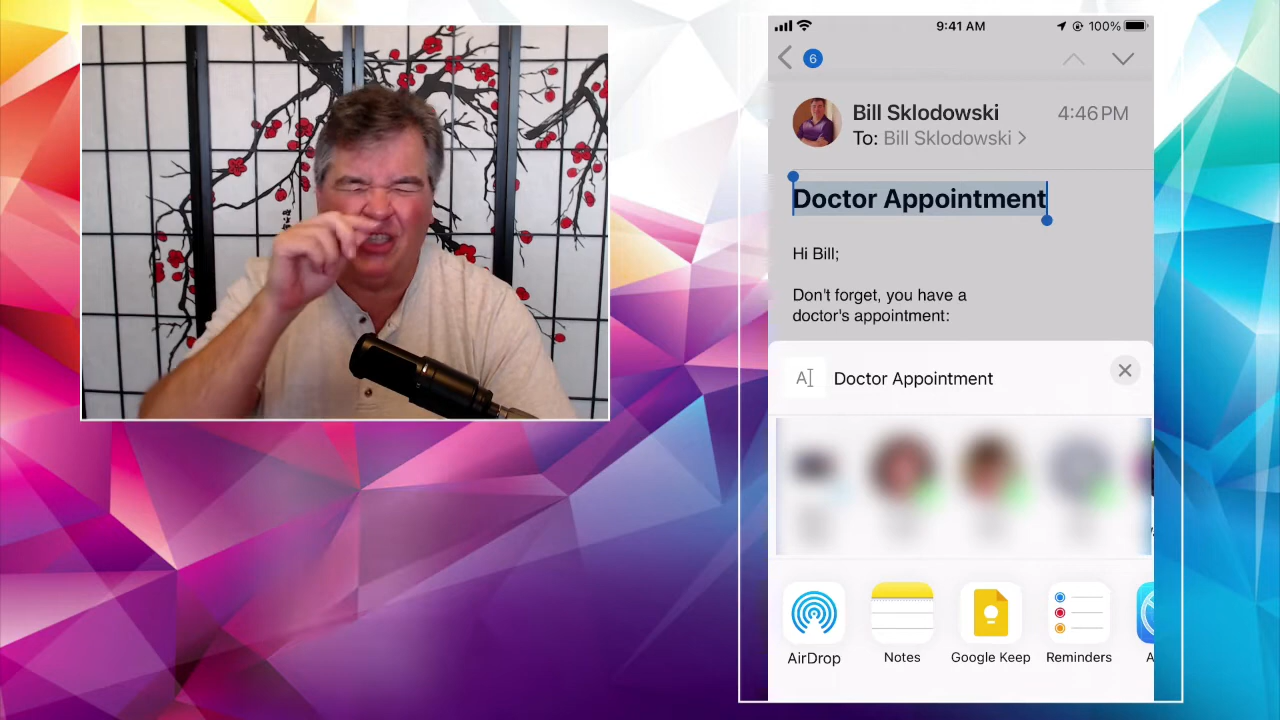 9:41 AM
100%
6
Bill Sklodowski
4:46 PM
To: Bill Sklodowski >
Doctor Appointment
Hi Bill;
Don't forget, you have a
doctor's appointment:
A
Doctor Appointment
AirDrop
Notes
Google Keep
Reminders
A